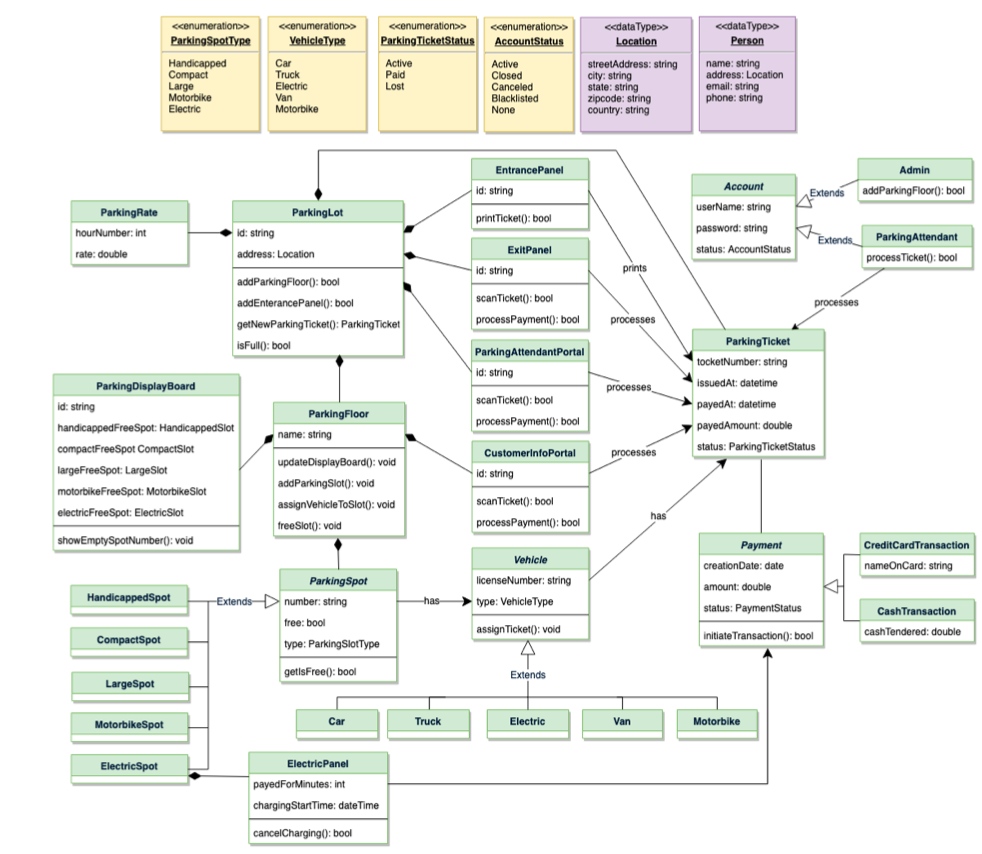 <<enumeration>>
ParkingSpotType
Handicapped
Compact
Large
Motorbike
Electric
<<enumeration>>
VehicleType
Car
Truck
Electric
Van
Motorbike
<<enumeration>>
ParkingTicketStatus
Active
Paid
Lost
<<enumeration>>
AccountStatus
Active
Closed
Canceled
Blacklisted
None
<<dataType>>
Location
streetAddress: string
city: string
state: string
zipcode: string
country: string
<<dataType>>
Person
name: string
address: Location
email: string
phone: string
ParkingRate
hourNumber: int
rate: double
ParkingLot
id: string
address: Location
addParkingFloor(): bool
addEnterancePanel(): bool
getNewParkingTicket(): ParkingTicket
isFull(): bool
EntrancePanel
id: string
printTicket(): bool
ExitPanel
id: string
scanTicket(): bool
processPayment(): bool
ParkingAttendantPortal
id: string
scanTicket(): bool
processPayment(): bool
CustomerInfoPortal
id: string
scanTicket(): bool
processPayment(): bool
prints
processes
processes
processes
Account
userName: string
password: string
status: AccountStatus
Extends
Extends
Admin
addParkingFloor(): bool
ParkingAttendant
processTicket(): bool
processes
ParkingTicket
tocketNumber: string
issuedAt: datetime
payedAt: datetime
payedAmount: double
status: ParkingTicketStatus
ParkingDisplayBoard
id: string
handicappedFreeSpot: HandicappedSlot
compactFreeSpot CompactSlot
largeFreeSpot: LargeSlot
motorbikeFreeSpot: MotorbikeSlot
electricFreeSpot: ElectricSlot
showEmptySpotNumber(): void
ParkingFloor
name: string
updateDisplayBoard(): void
addParkingSlot(): void
assignVehicleToSlot(): void
freeSlot(): void
ParkingSpot
number: string
free: bool
type: ParkingSlotType
getIsFree(): bool
has
Vehicle
licenseNumber: string
type: VehicleType
assignTicket(): void
has
Payment
creationDate: date
amount: double
status: PaymentStatus
initiateTransaction(): bool
CreditCardTransaction
nameOnCard: string
CashTransaction
cashTendered: double
HandicappedSpot
Extends
CompactSpot
LargeSpot
MotorbikeSpot
ElectricSpot
Extends
Car
Truck
Electric
Van
Motorbike
ElectricPanel
payedForMinutes: int
chargingStartTime: dateTime
cancelCharging(): bool